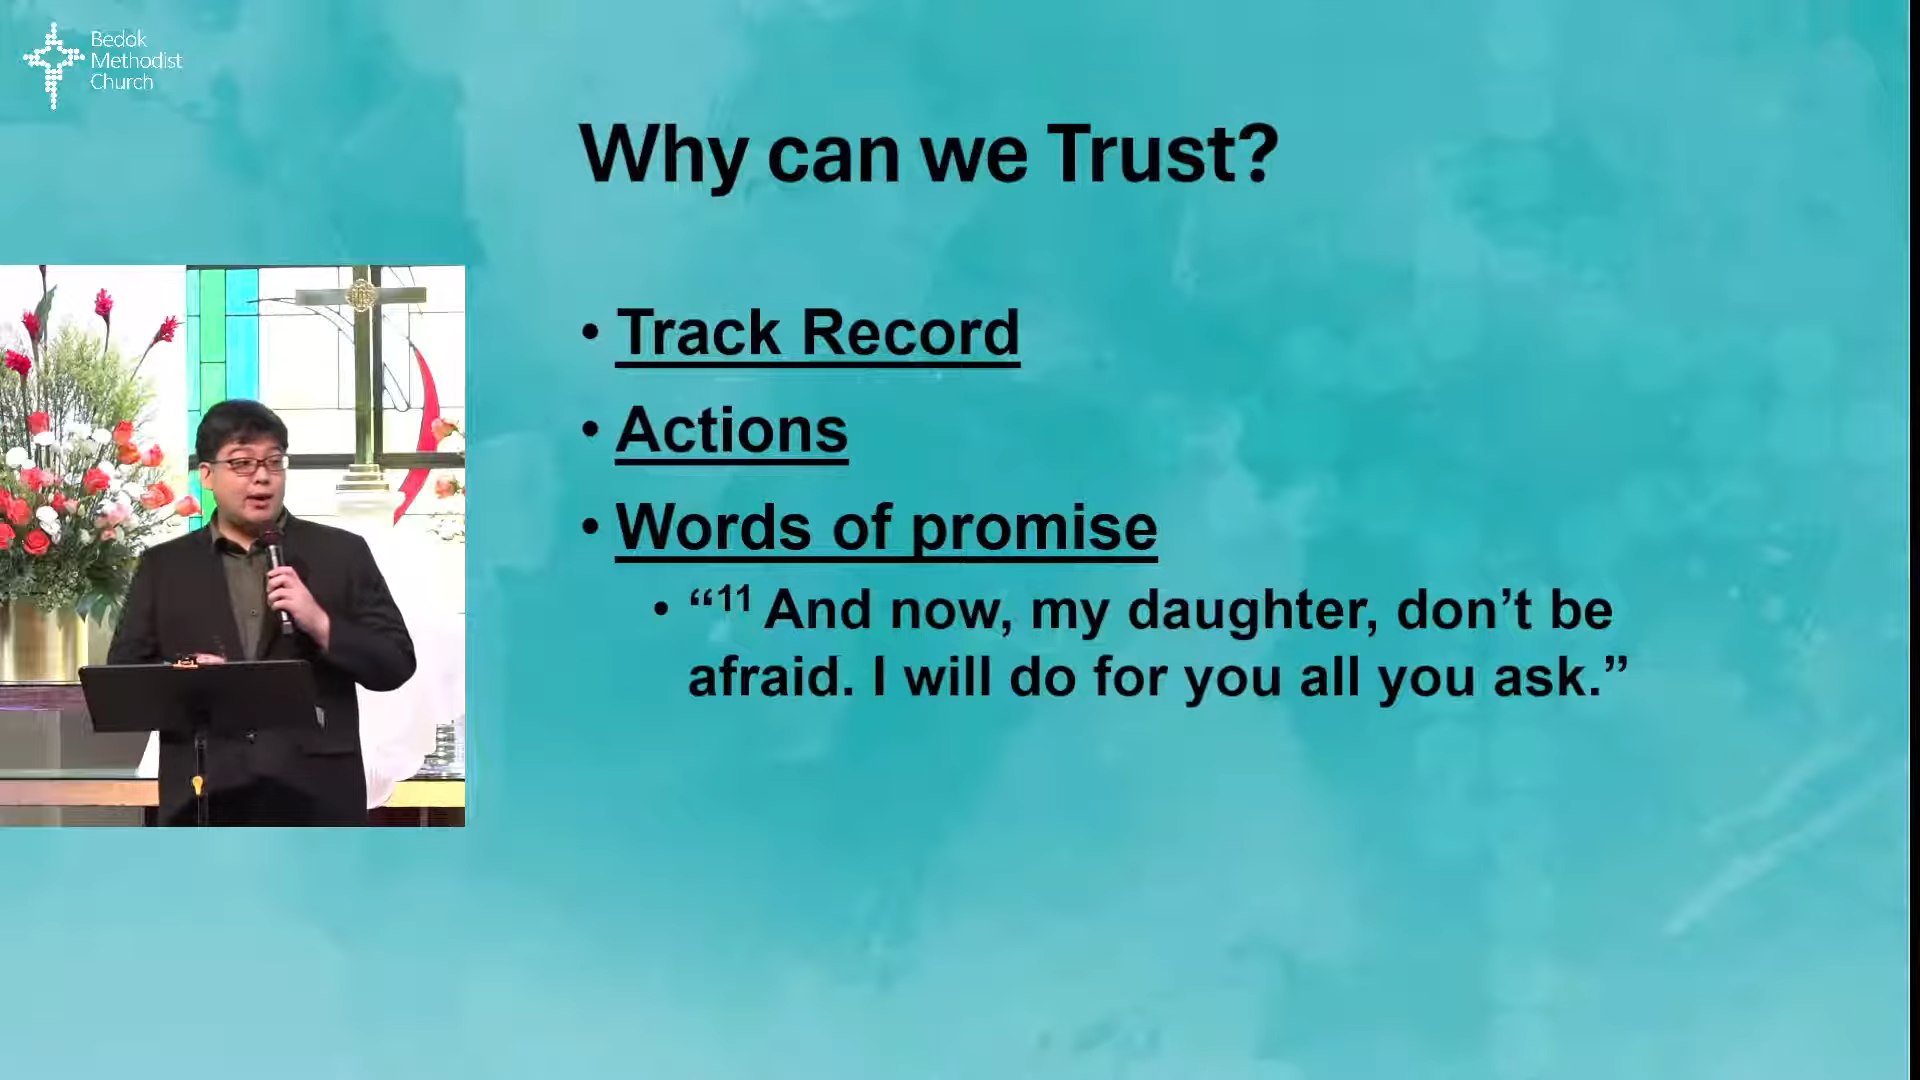 Bedok
Methodist
Church
Why can we Trust?
• Track Record
• Actions
• Words of promise
• “¹¹ And now, my daughter, don’t be
afraid. I will do for you all you ask.”